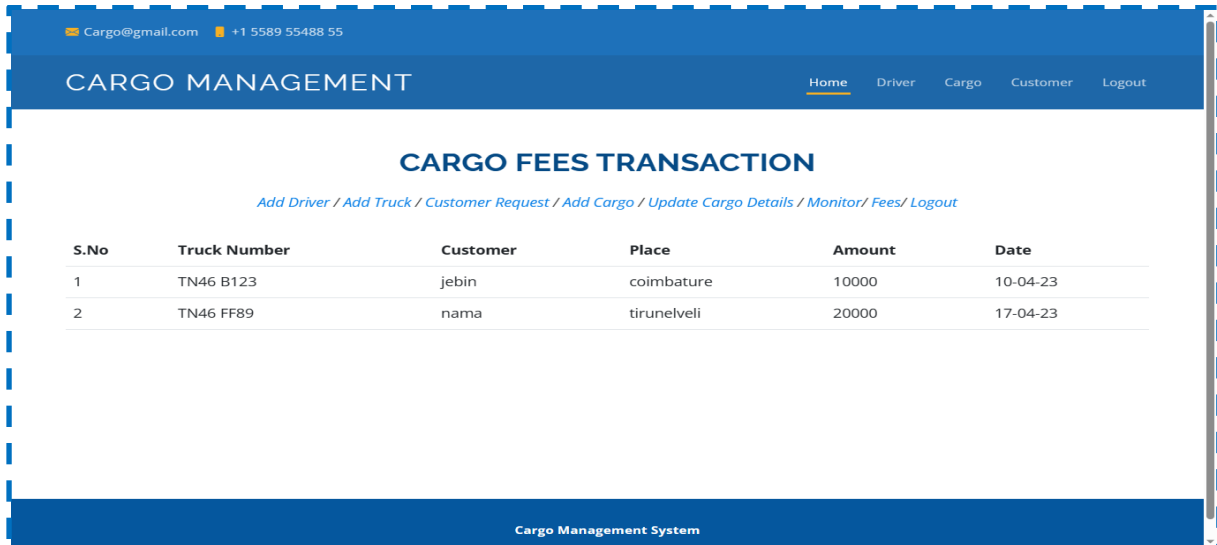 Cargo@gmail.com +1 5589 55488 55
CARGO MANAGEMENT Home Driver Cargo Customer Logout
CARGO FEES TRANSACTION
Add Driver / Add Truck / Customer Request / Add Cargo / Update Cargo Details / Monitor/ Fees/ Logout
S.No Truck Number Customer Place Amount Date
1 TN46 B123 jebin coimbature 10000 10-04-23
2 TN46 FF89 nama tirunelveli 20000 17-04-23
Cargo Management System